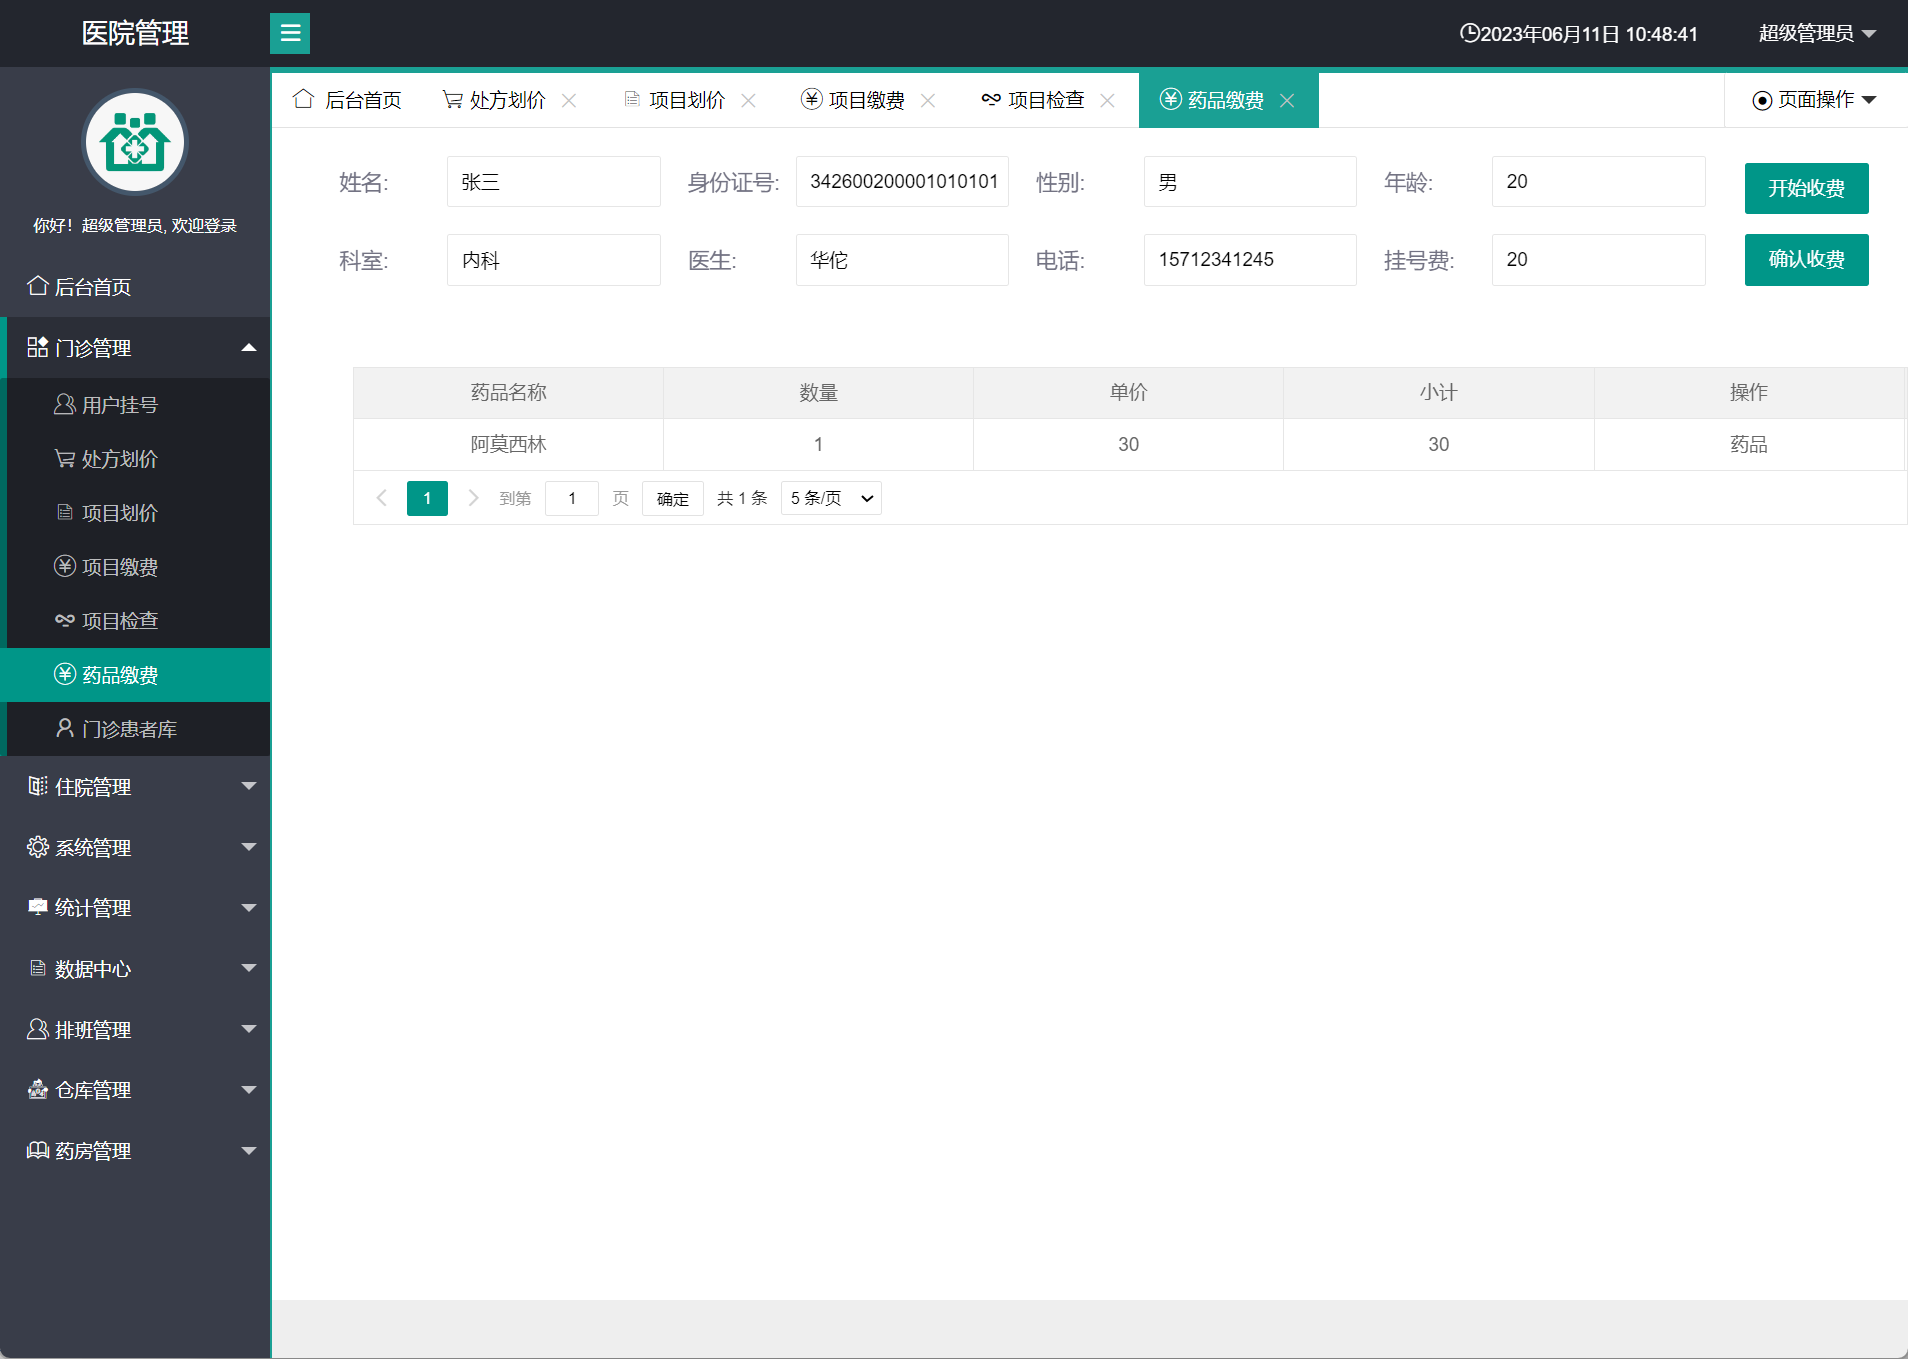 医院管理
2023年06月11日 10:48:41
超级管理员
你好！超级管理员, 欢迎登录
后台首页
门诊管理
用户挂号
处方划价
项目划价
项目缴费
项目检查
药品缴费
门诊患者库
住院管理
系统管理
统计管理
数据中心
排班管理
仓库管理
药房管理
后台首页 处方划价 项目划价 项目缴费 项目检查 药品缴费 页面操作
姓名: 张三 身份证号: 342600200001010101 性别: 男 年龄: 20 开始收费
科室: 内科 医生: 华佗 电话: 15712341245 挂号费: 20 确认收费
药品名称 数量 单价 小计 操作
阿莫西林 1 30 30 药品
1 到第 1 页 确定 共 1 条 5 条/页